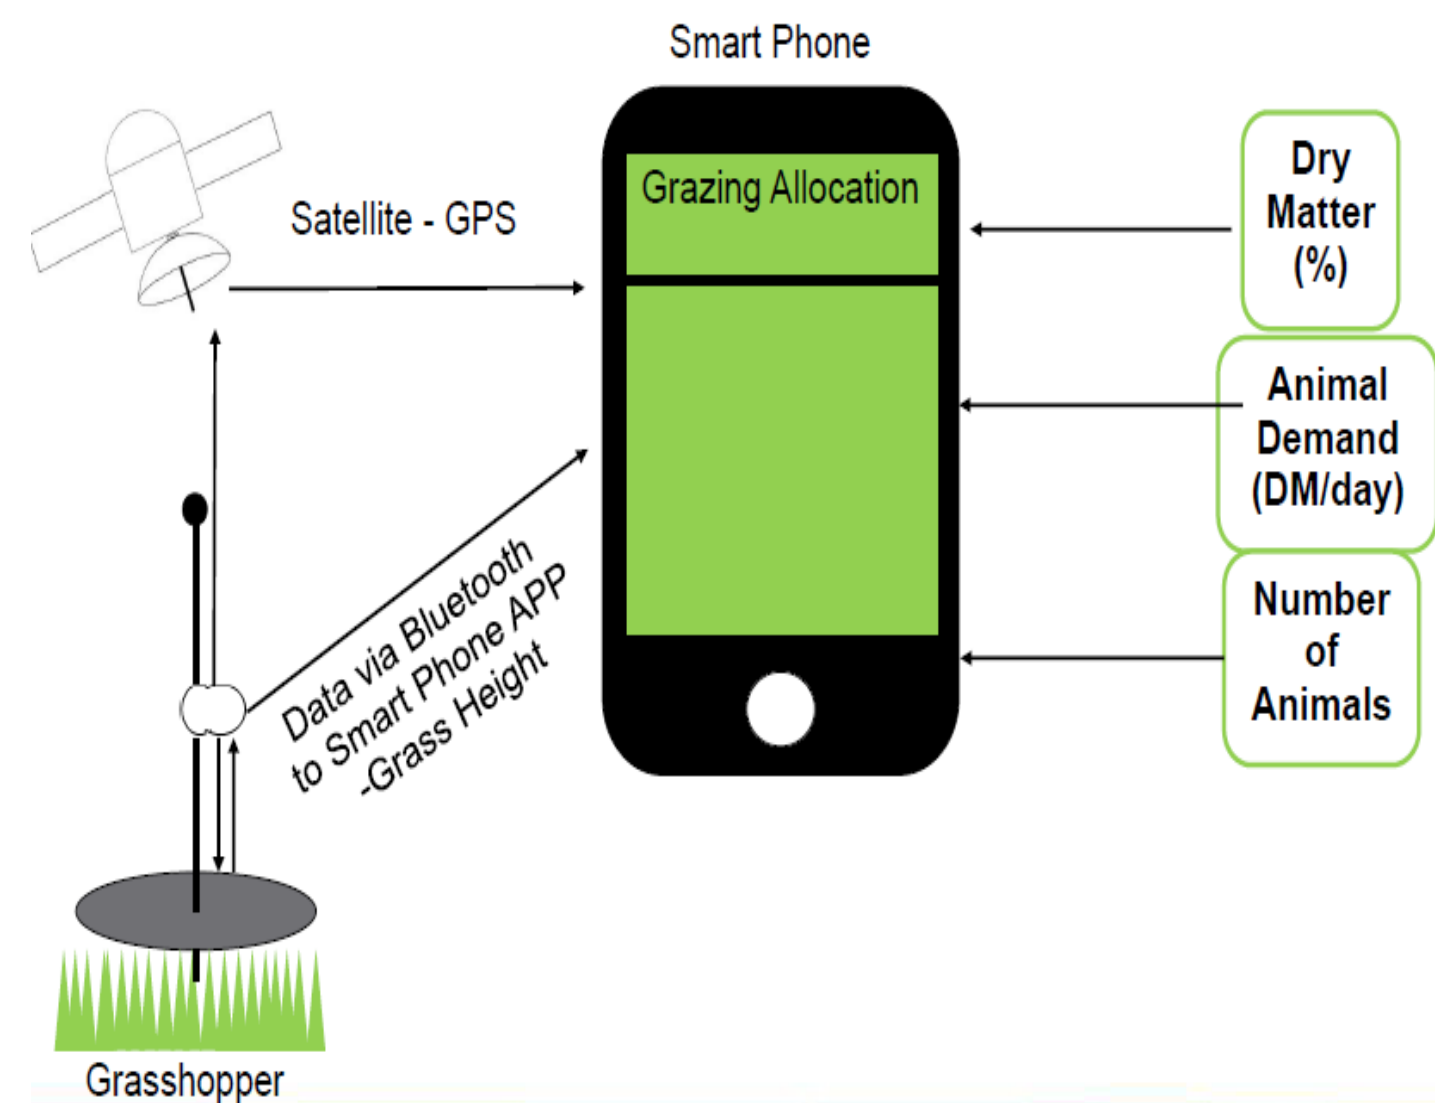 Smart Phone
Grazing Allocation
Satellite - GPS
Dry
Matter
(%)
Animal
Demand
(DM/day)
Number
of
Animals
Data via Bluetooth
to Smart Phone APP
-Grass Height
Grasshopper